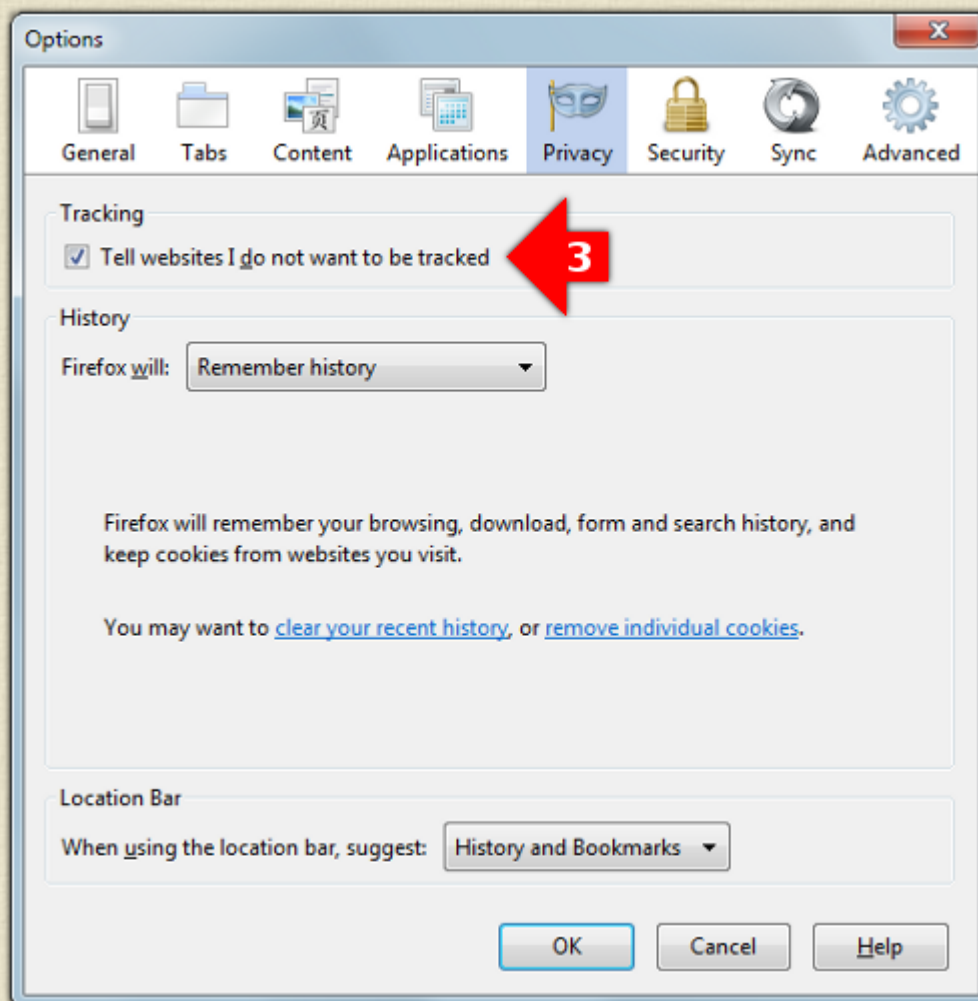 Options
General Tabs Content Applications Privacy Security Sync Advanced
页
Tracking
Tell websites I do not want to be tracked
3
History
Firefox will: Remember history
Firefox will remember your browsing, download, form and search history, and
keep cookies from websites you visit.
You may want to clear your recent history, or remove individual cookies.
Location Bar
When using the location bar, suggest: History and Bookmarks
OK Cancel Help